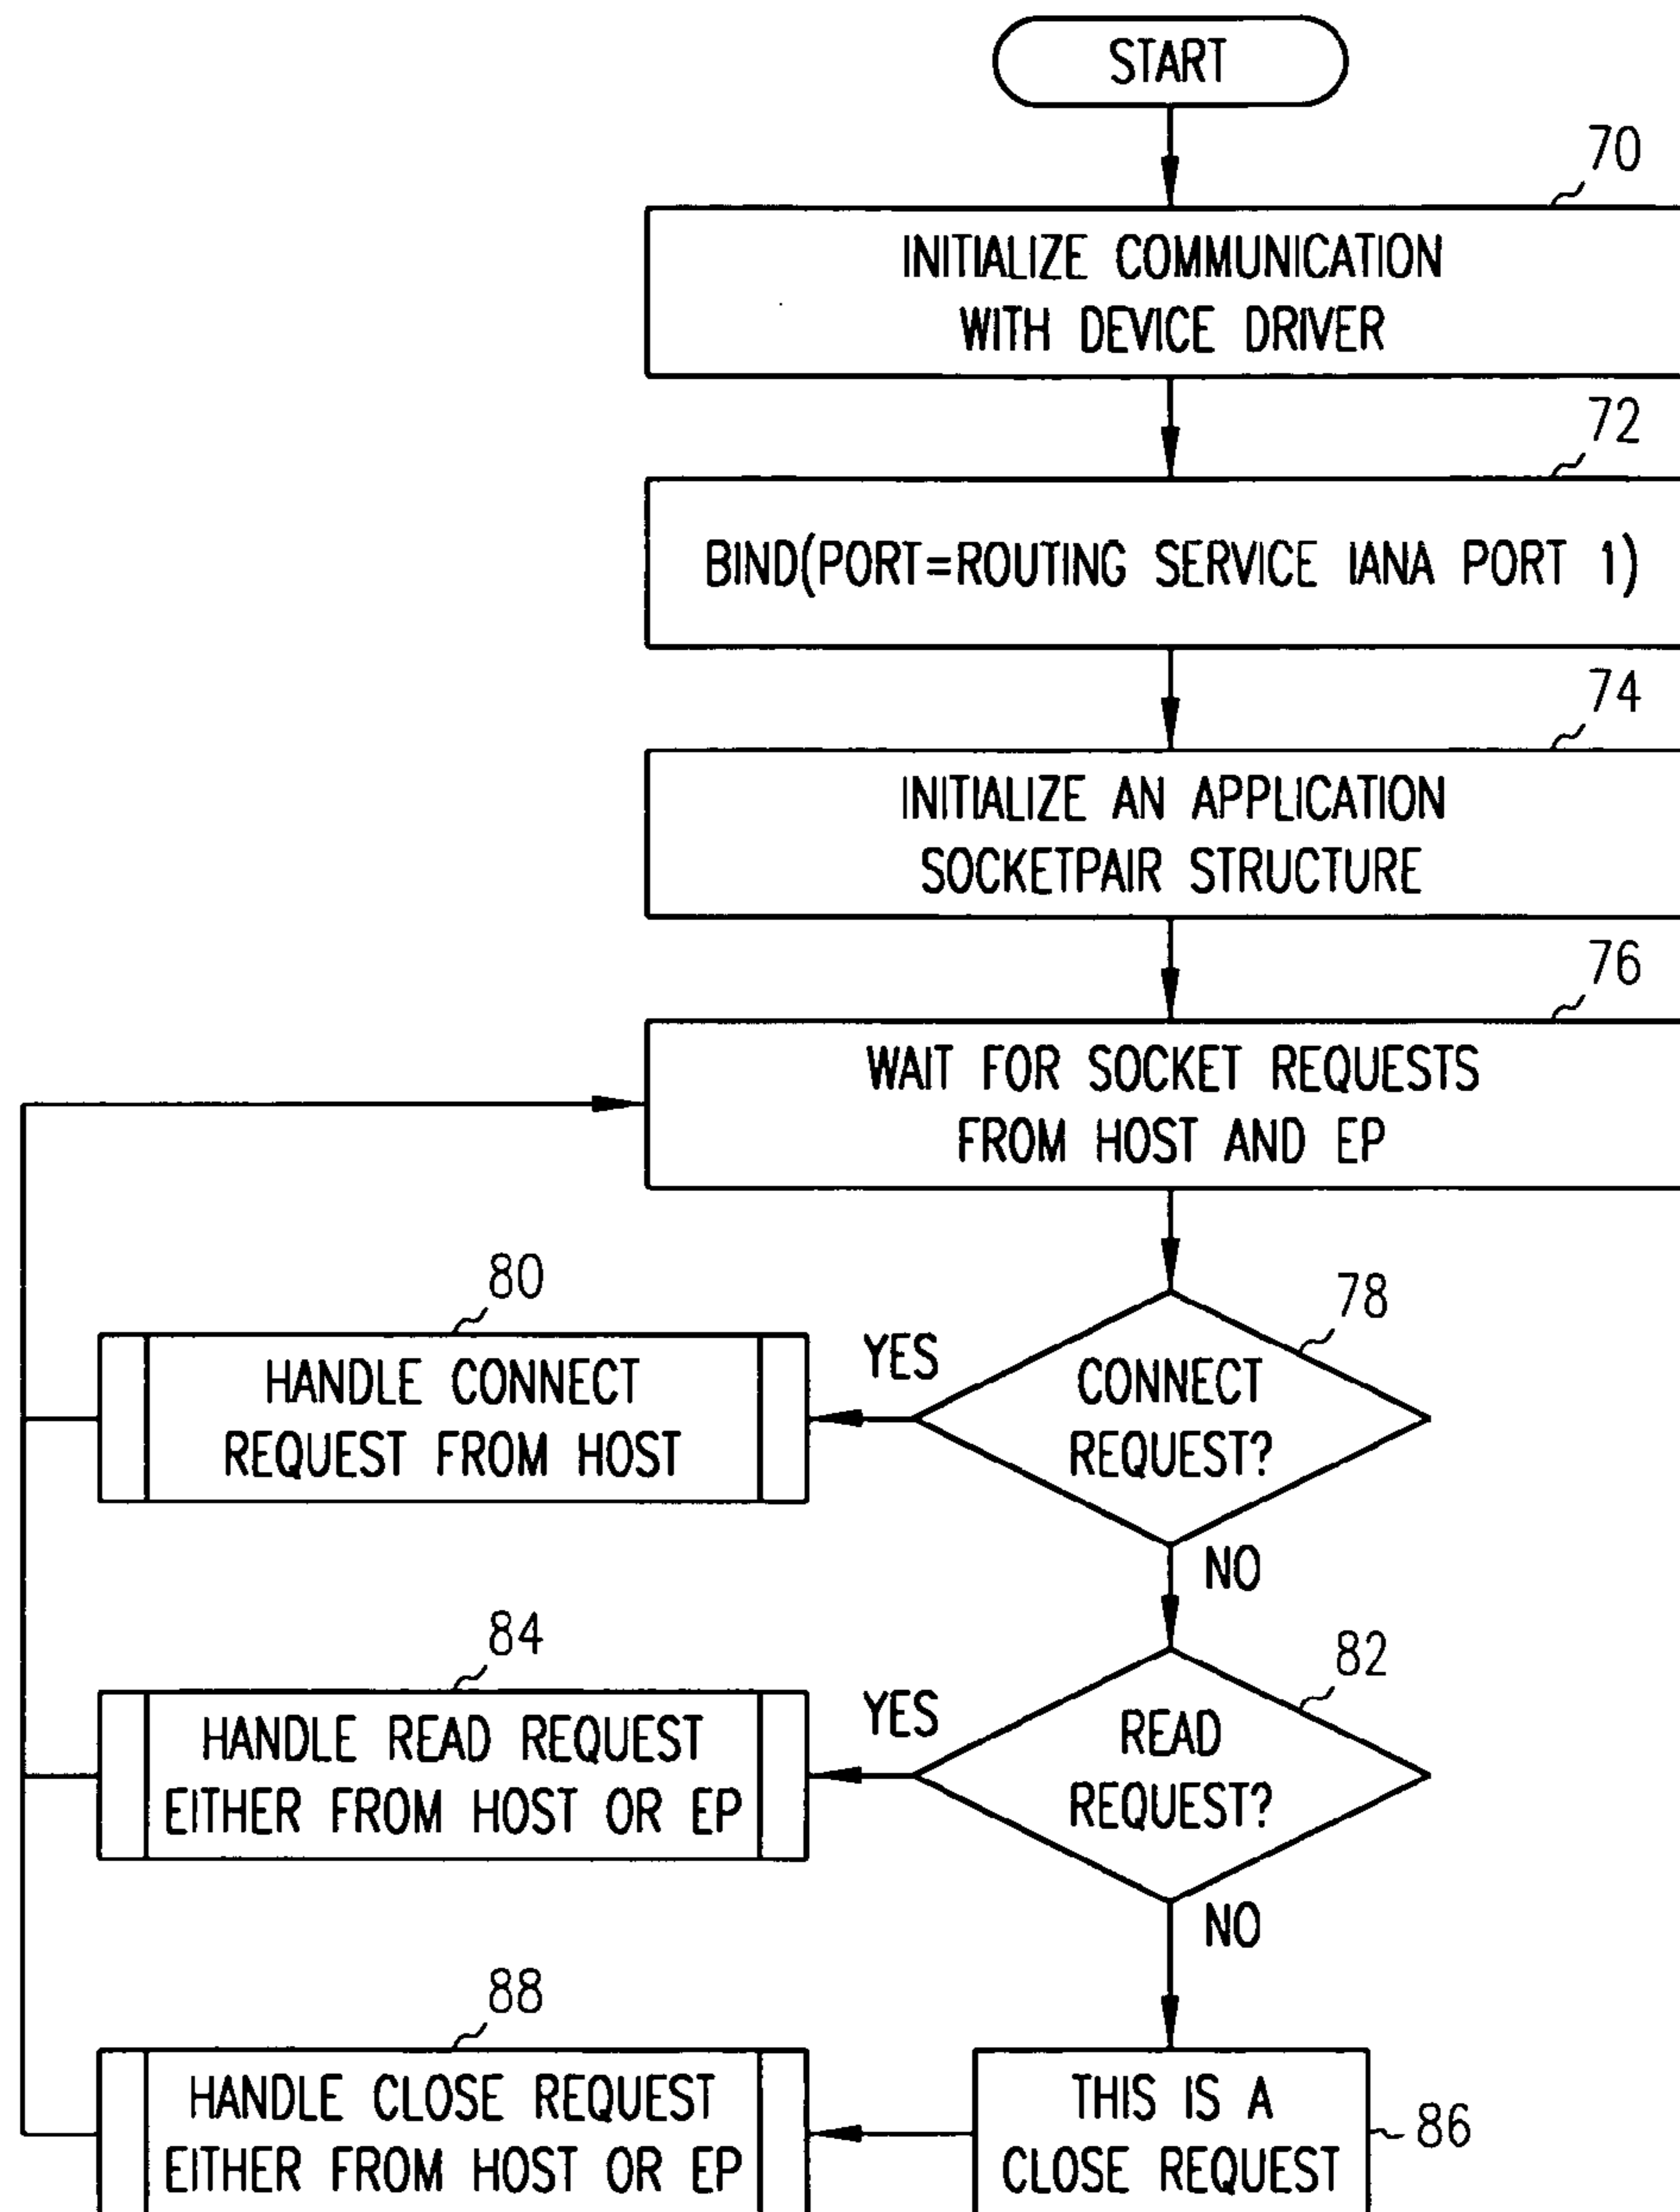 START
70
INITIALIZE COMMUNICATION
WITH DEVICE DRIVER
72
BIND(PORT=ROUTING SERVICE IANA PORT 1)
74
INITIALIZE AN APPLICATION
SOCKETPAIR STRUCTURE
76
WAIT FOR SOCKET REQUESTS
FROM HOST AND EP
80
HANDLE CONNECT
REQUEST FROM HOST
YES
78
CONNECT
REQUEST?
NO
84
HANDLE READ REQUEST
EITHER FROM HOST OR EP
YES
82
READ
REQUEST?
NO
88
HANDLE CLOSE REQUEST
EITHER FROM HOST OR EP
THIS IS A
CLOSE REQUEST
86